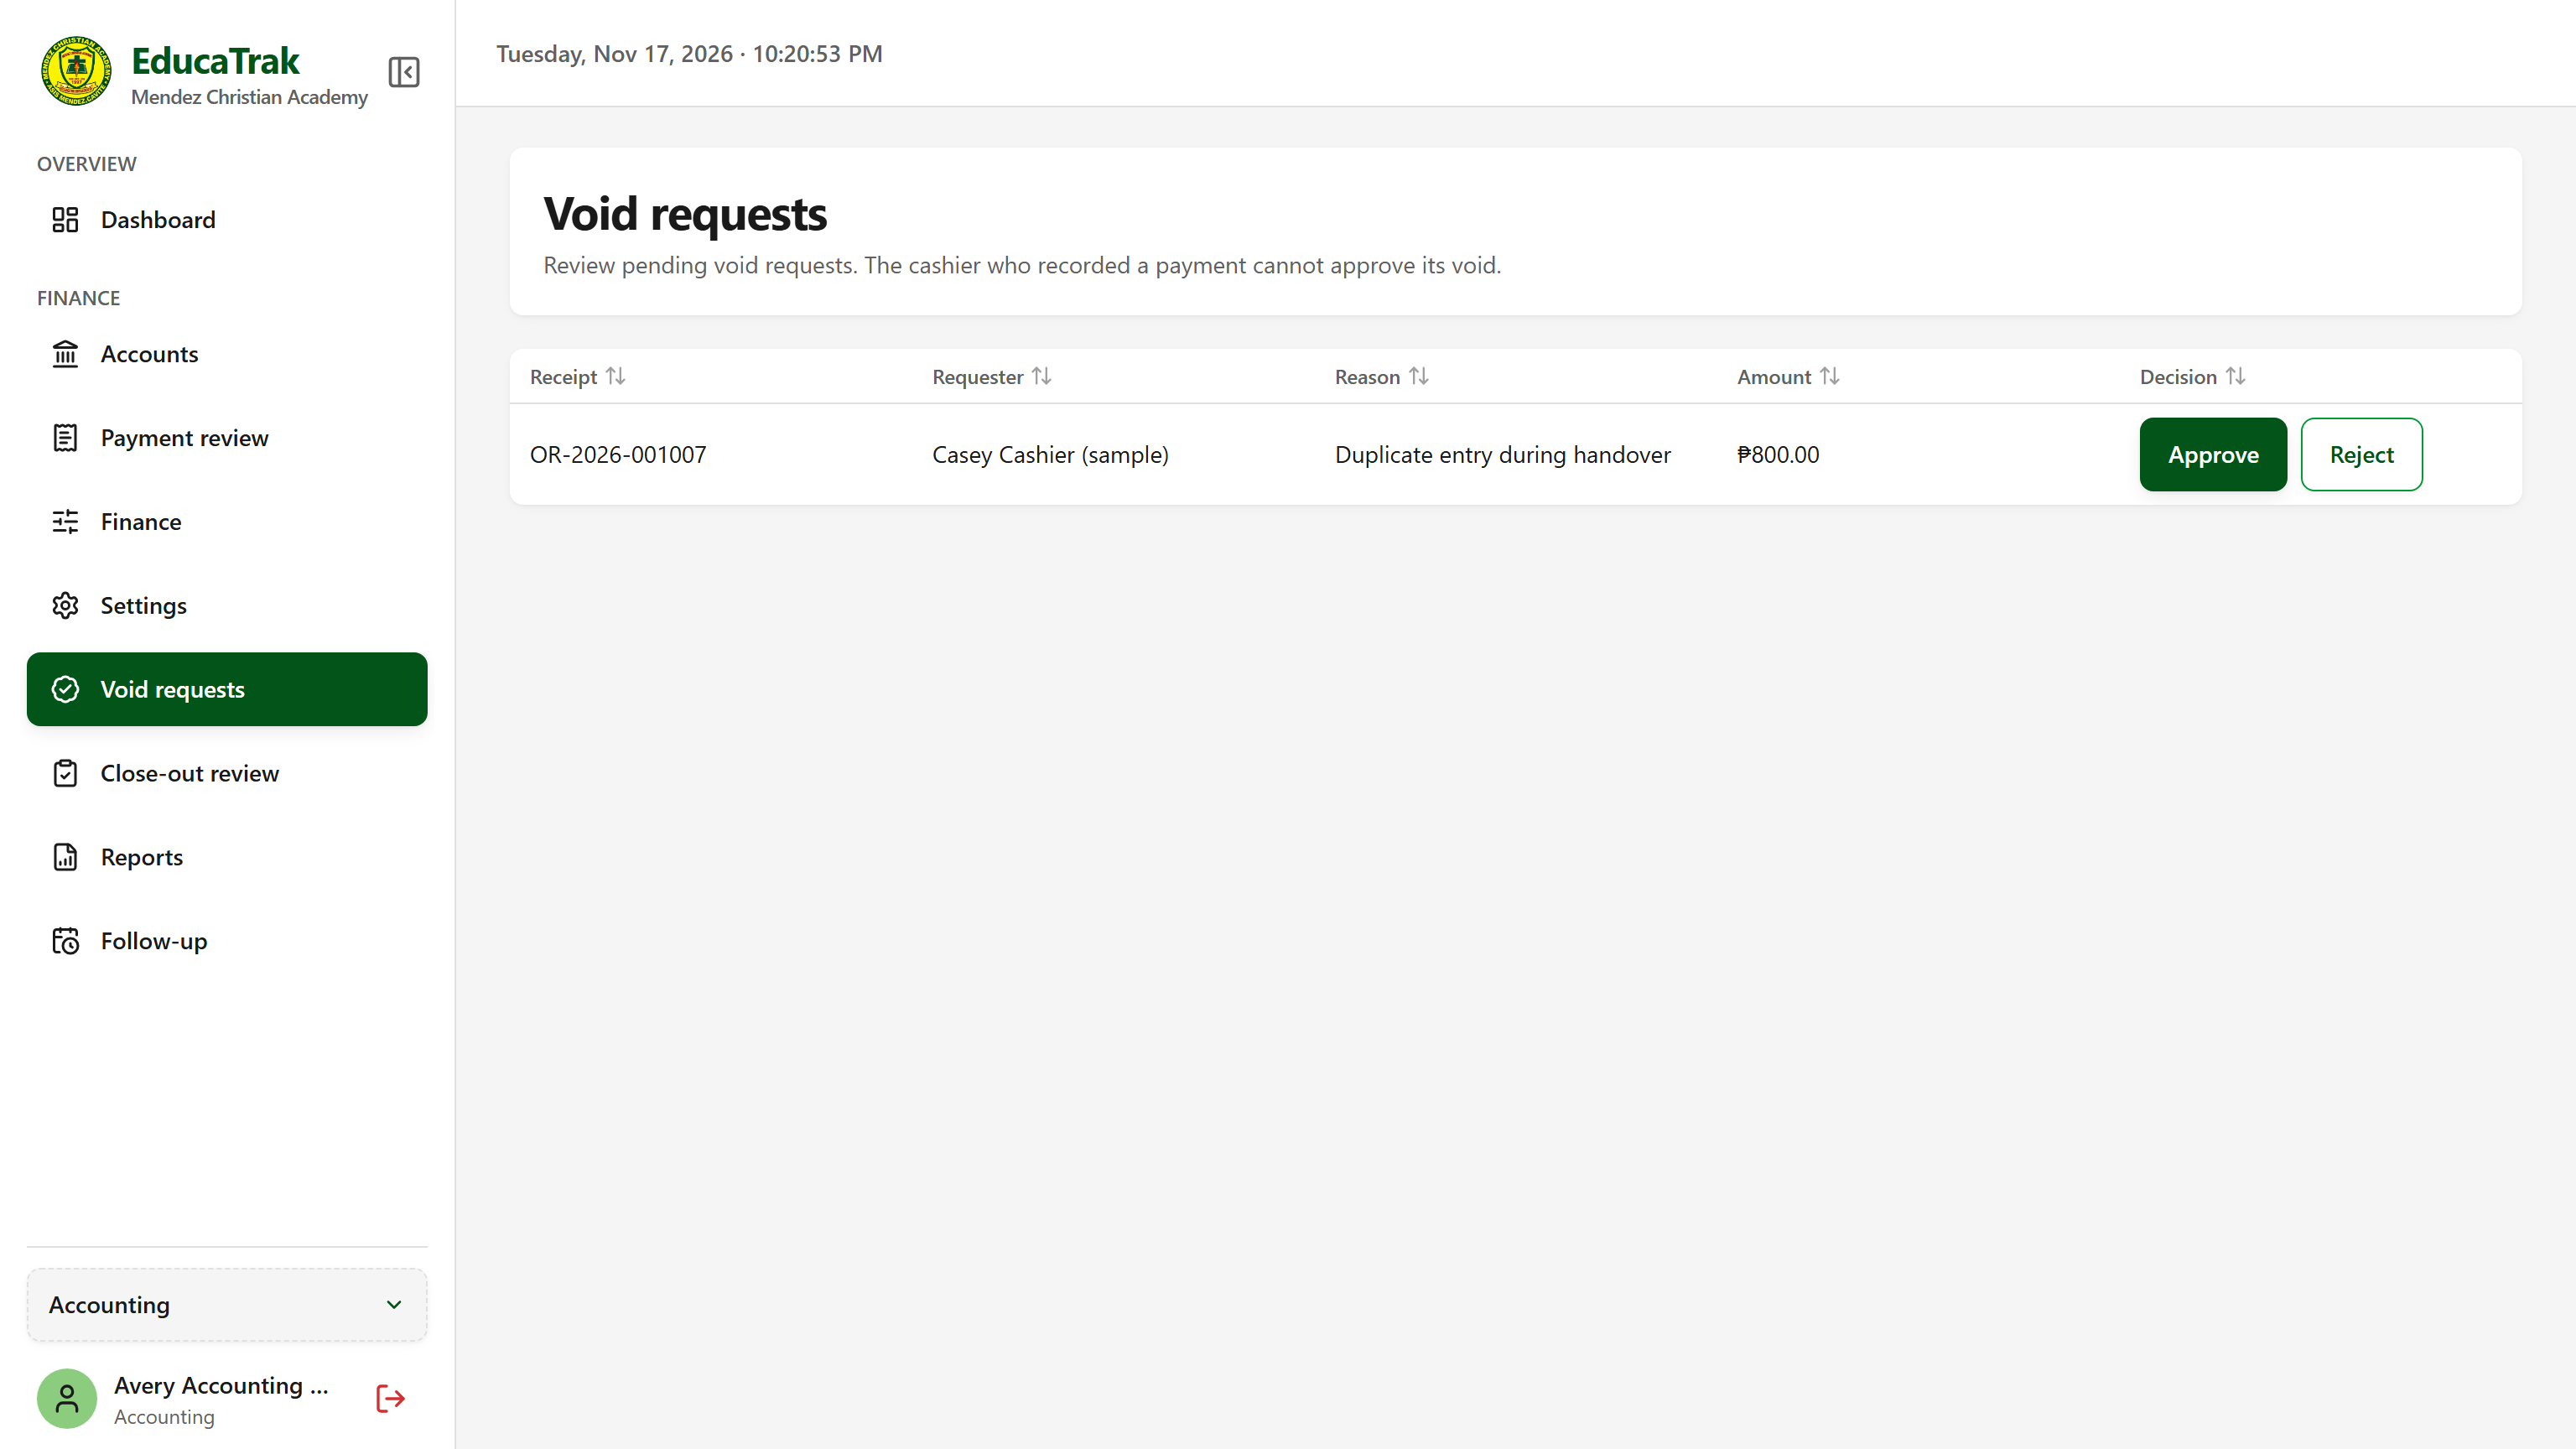 EducaTrak
Mendez Christian Academy
OVERVIEW
Dashboard
FINANCE
Accounts
Payment review
Finance
Settings
Void requests
Close-out review
Reports
Follow-up
Accounting
Avery Accounting ...
Accounting
Tuesday, Nov 17, 2026 · 10:20:53 PM
Void requests
Review pending void requests. The cashier who recorded a payment cannot approve its void.
Receipt Requester Reason Amount Decision
OR-2026-001007 Casey Cashier (sample) Duplicate entry during handover ₱800.00 Approve Reject